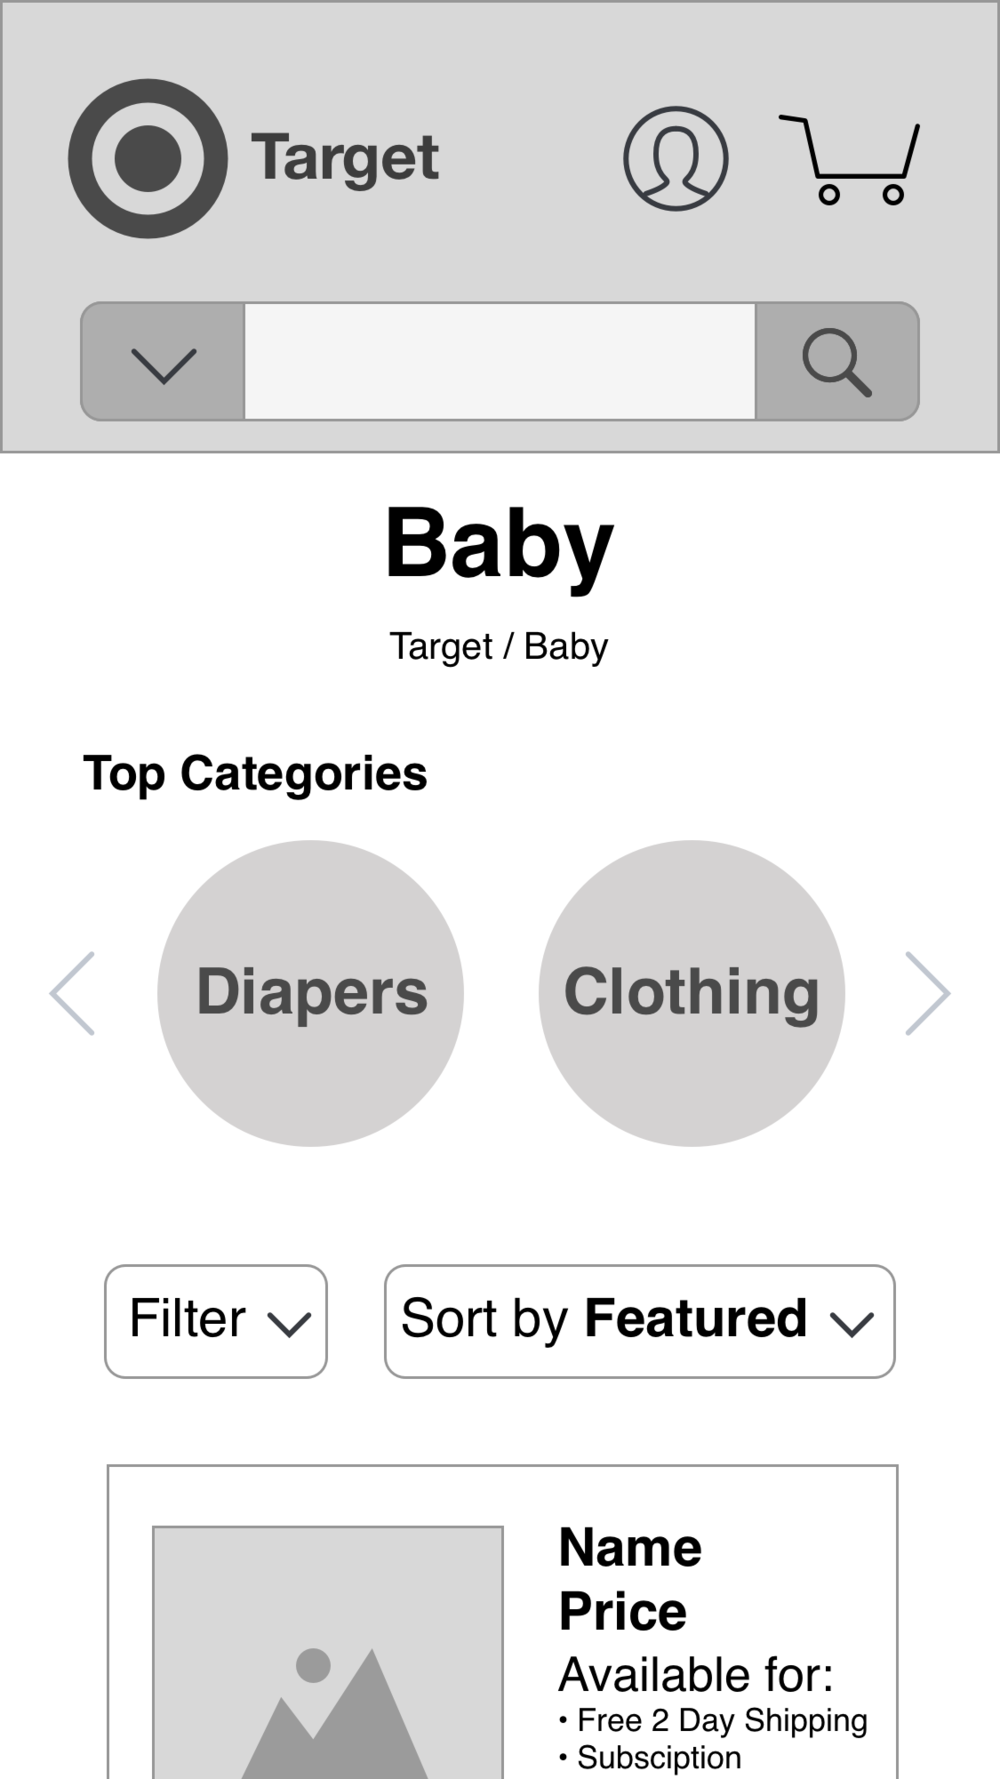 Target
Baby
Target / Baby
Top Categories
Diapers
Clothing
Filter
Sort by Featured
Name
Price
Available for:
• Free 2 Day Shipping
• Subsciption